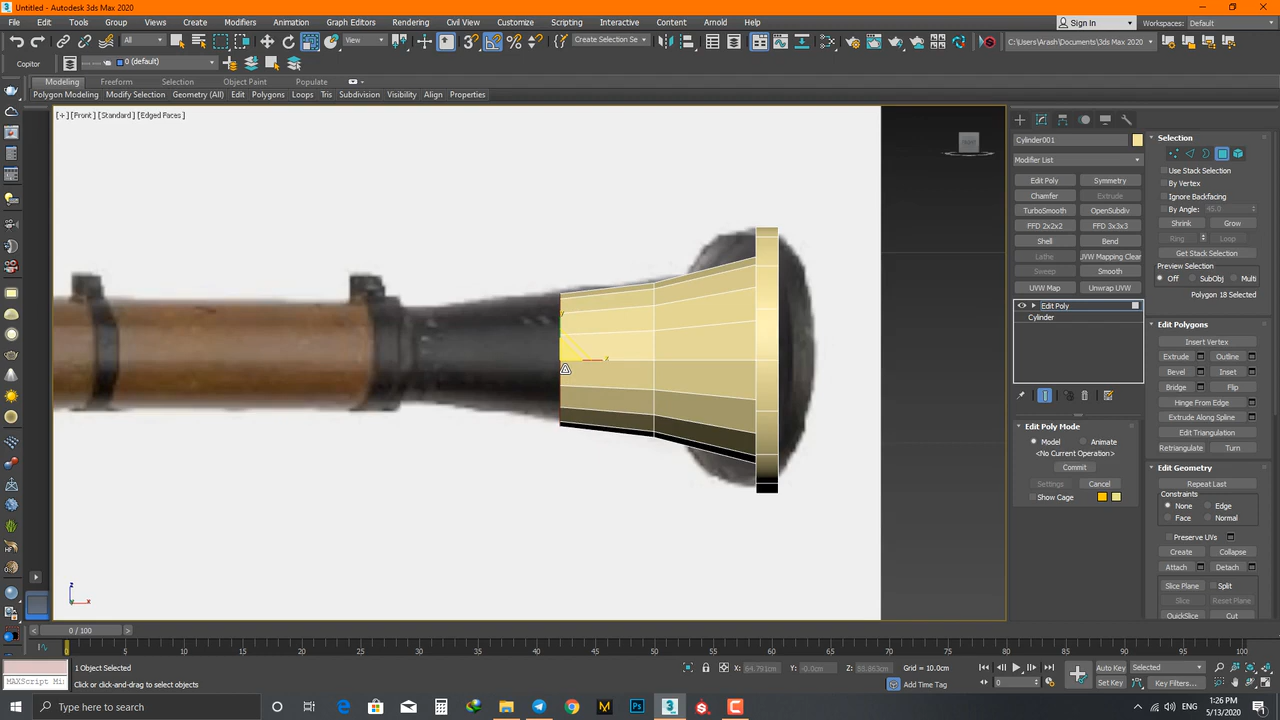 Untitled - Autodesk 3ds Max 2020
File Edit Tools Group Views Create Modifiers Animation Graph Editors Rendering Civil View Customize Scripting Interactive Content Arnold Help
Sign In
Workspaces: Default
All
View
Create Selection Se
C:\Users\Arash\Documents\3ds Max 2020
Copitor
0 (default)
Modeling Freeform Selection Object Paint Populate
Polygon Modeling Modify Selection Geometry (All) Edit Polygons Loops Tris Subdivision Visibility Align Properties
[+] [Front] [Standard] [Edged Faces]
Cylinder001
Modifier List
Edit Poly Symmetry
Chamfer Extrude
TurboSmooth OpenSubdiv
FFD 2x2x2 FFD 3x3x3
Shell Bend
Lathe UVW Mapping Clear
Sweep Smooth
UVW Map Unwrap UVW
Edit Poly
Cylinder
Edit Poly Mode
Model Animate
<No Current Operation>
Commit
Settings Cancel
Show Cage
Selection
Use Stack Selection
By Vertex
Ignore Backfacing
By Angle: 45.0
Shrink Grow
Ring Loop
Get Stack Selection
Preview Selection
Off SubObj Multi
Polygon 18 Selected
Edit Polygons
Insert Vertex
Extrude Outline
Bevel Inset
Bridge Flip
Hinge From Edge
Extrude Along Spline
Edit Triangulation
Retriangulate Turn
Edit Geometry
Repeat Last
Constraints
None Edge
Face Normal
Preserve UVs
Create Collapse
Attach Detach
Slice Plane Split
Slice Reset Plane
QuickSlice Cut
y
x
z
x
0 / 100
0 5 10 15 20 25 30 35 40 45 50 55 60 65 70 75 80 85 90 95 100
MAXScript Mi
1 Object Selected
Click or click-and-drag to select objects
X: 54.791cm Y: -0.0cm Z: 58.863cm Grid = 10.0cm
Add Time Tag
0
Auto Key Selected
Set Key Key Filters...
Type here to search
1:26 PM
5/13/2020